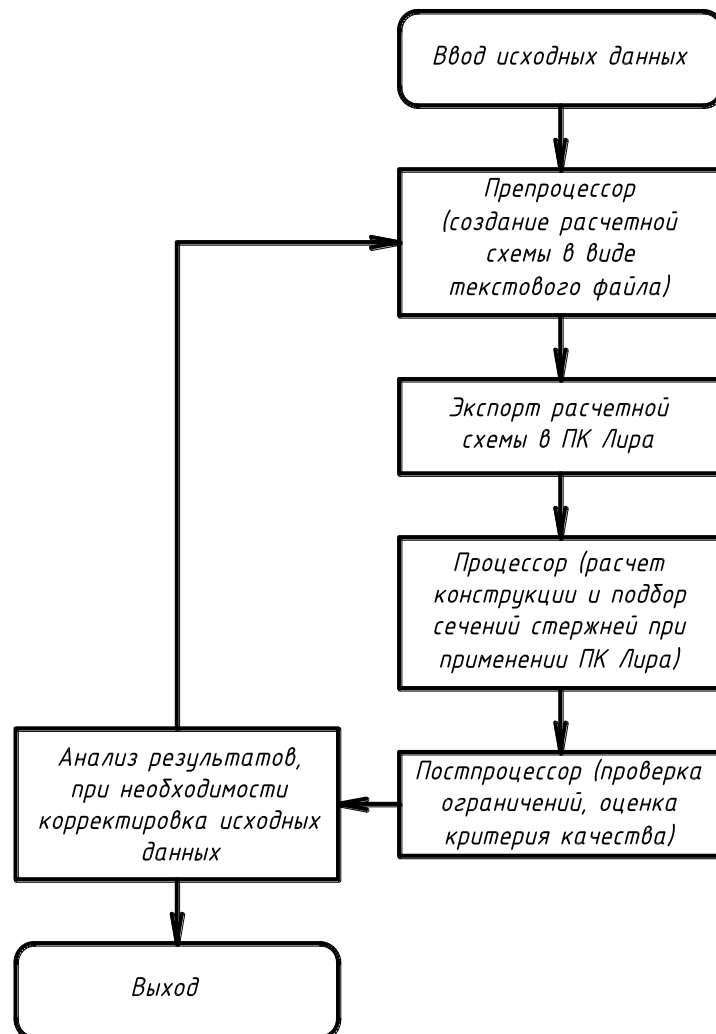 Ввод исходных данных
Препроцессор
(создание расчетной
схемы в виде
текстового файла)
Экспорт расчетной
схемы в ПК Лира
Процессор (расчет
конструкции и подбор
сечений стержней при
применении ПК Лира)
Постпроцессор (проверка
ограничений, оценка
критерия качества)
Анализ результатов,
при необходимости
корректировка исходных
данных
Выход